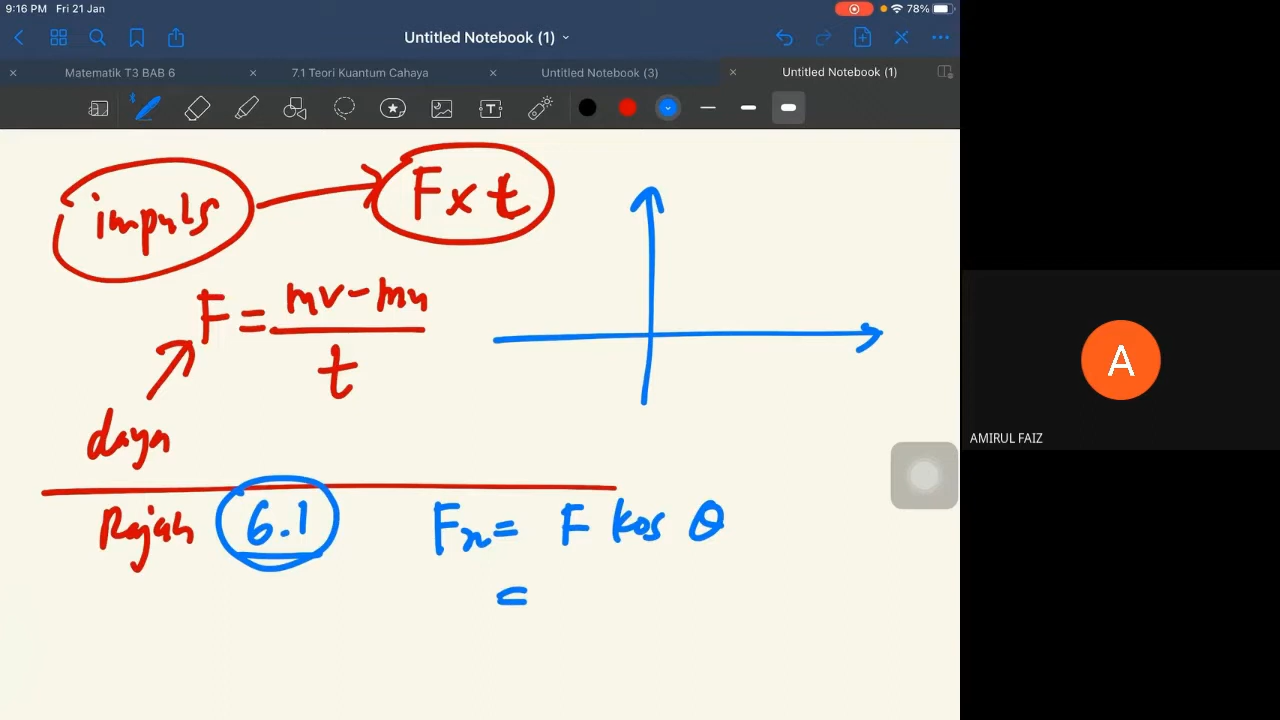 9:16 PM Fri 21 Jan
78%
Untitled Notebook (1)
Matematik T3 BAB 6
7.1 Teori Kuantum Cahaya
Untitled Notebook (3)
Untitled Notebook (1)
T
impuls
F x t
F = mv - mu
t
daya
Rajah 6.1
Fx = F kos θ
=
A
AMIRUL FAIZ